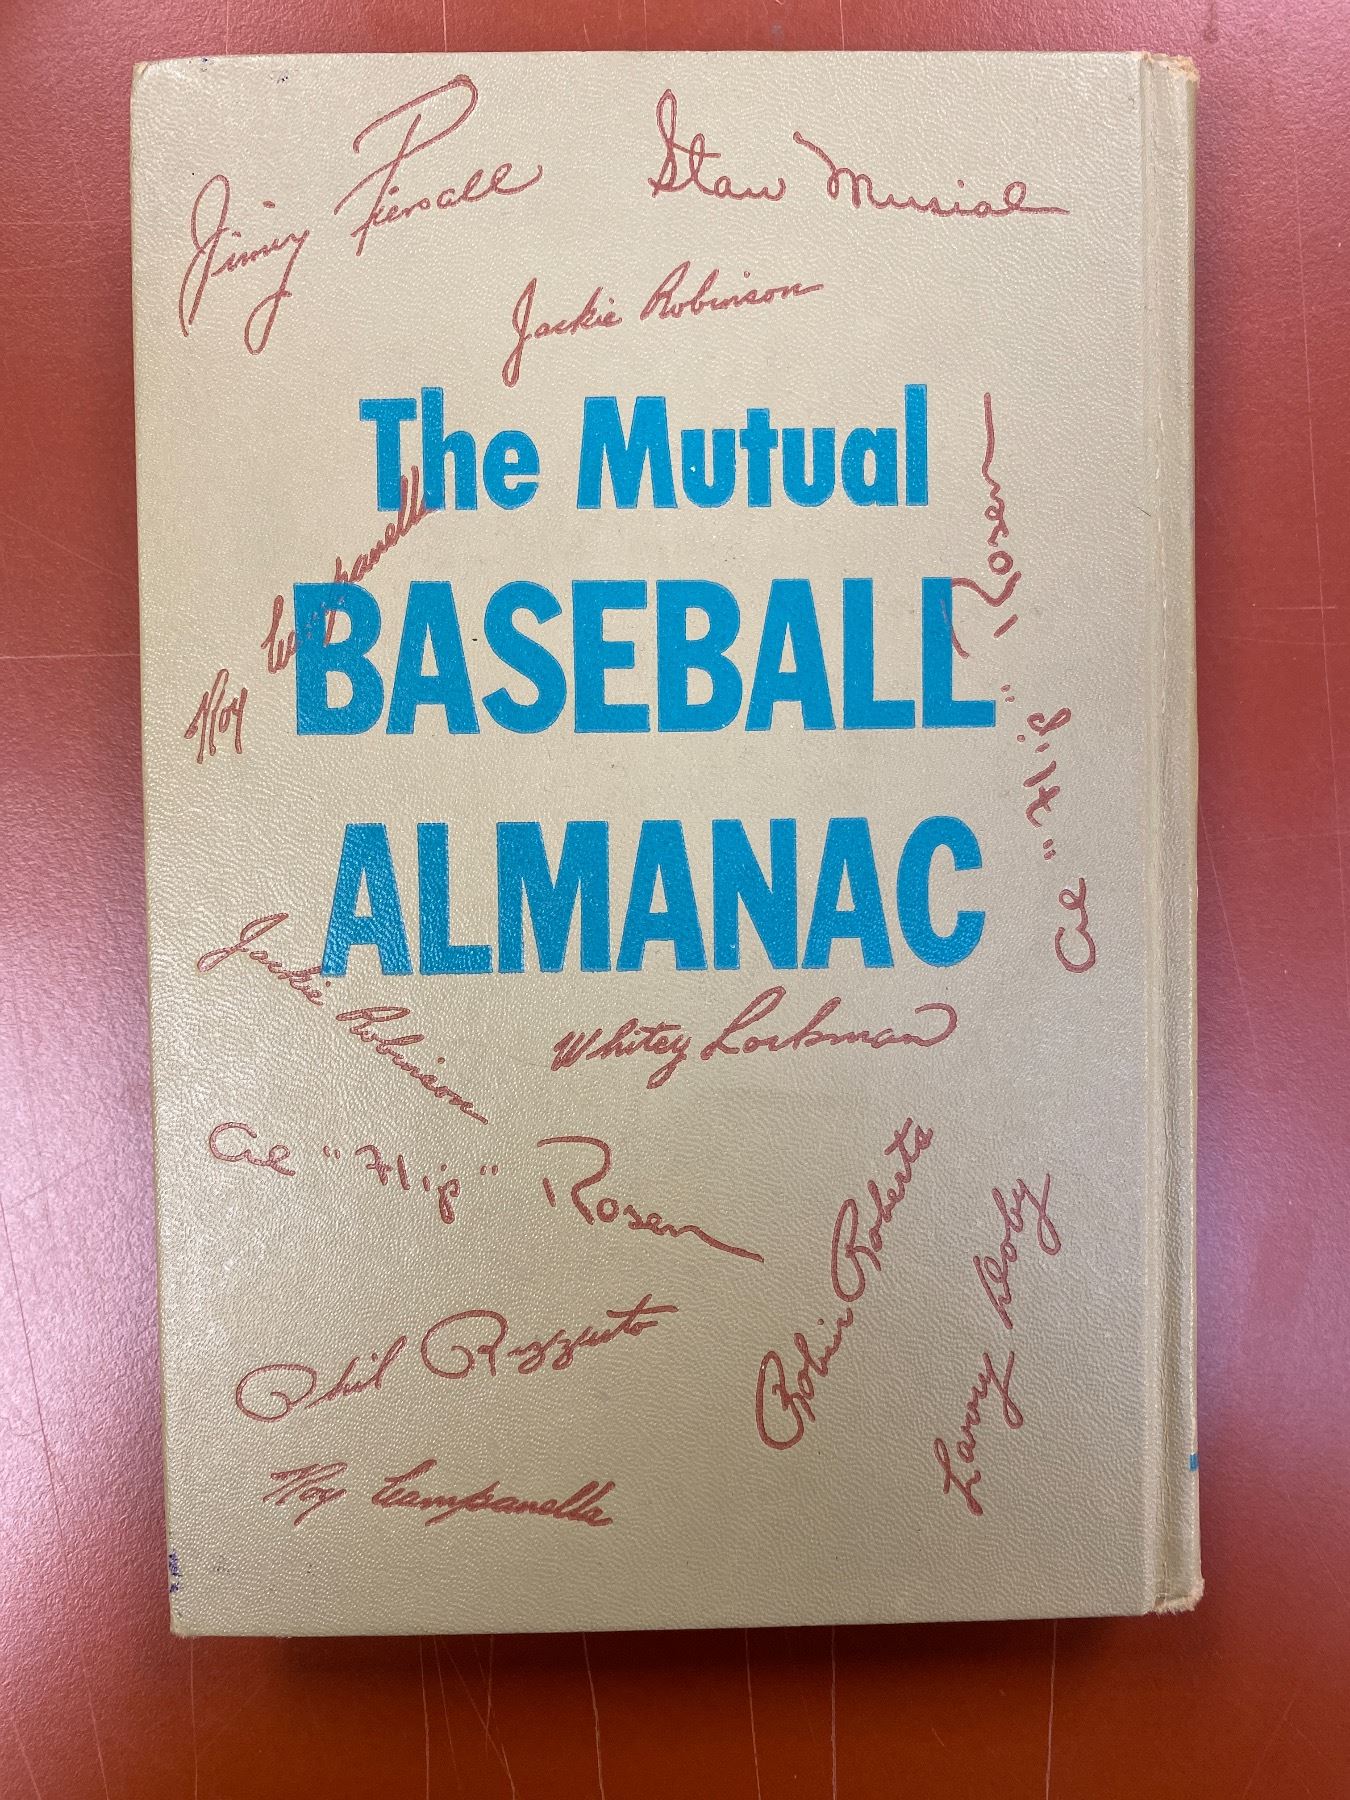 Jimmy Piersall
Stan Musial
Jackie Robinson
The Mutual
Roy Campanella
Al "Flip" Rosen
BASEBALL
ALMANAC
Jackie Robinson
Whitey Lockman
Al "Flip" Rosen
Robin Roberts
Larry Doby
Phil Rizzuto
Roy Campanella